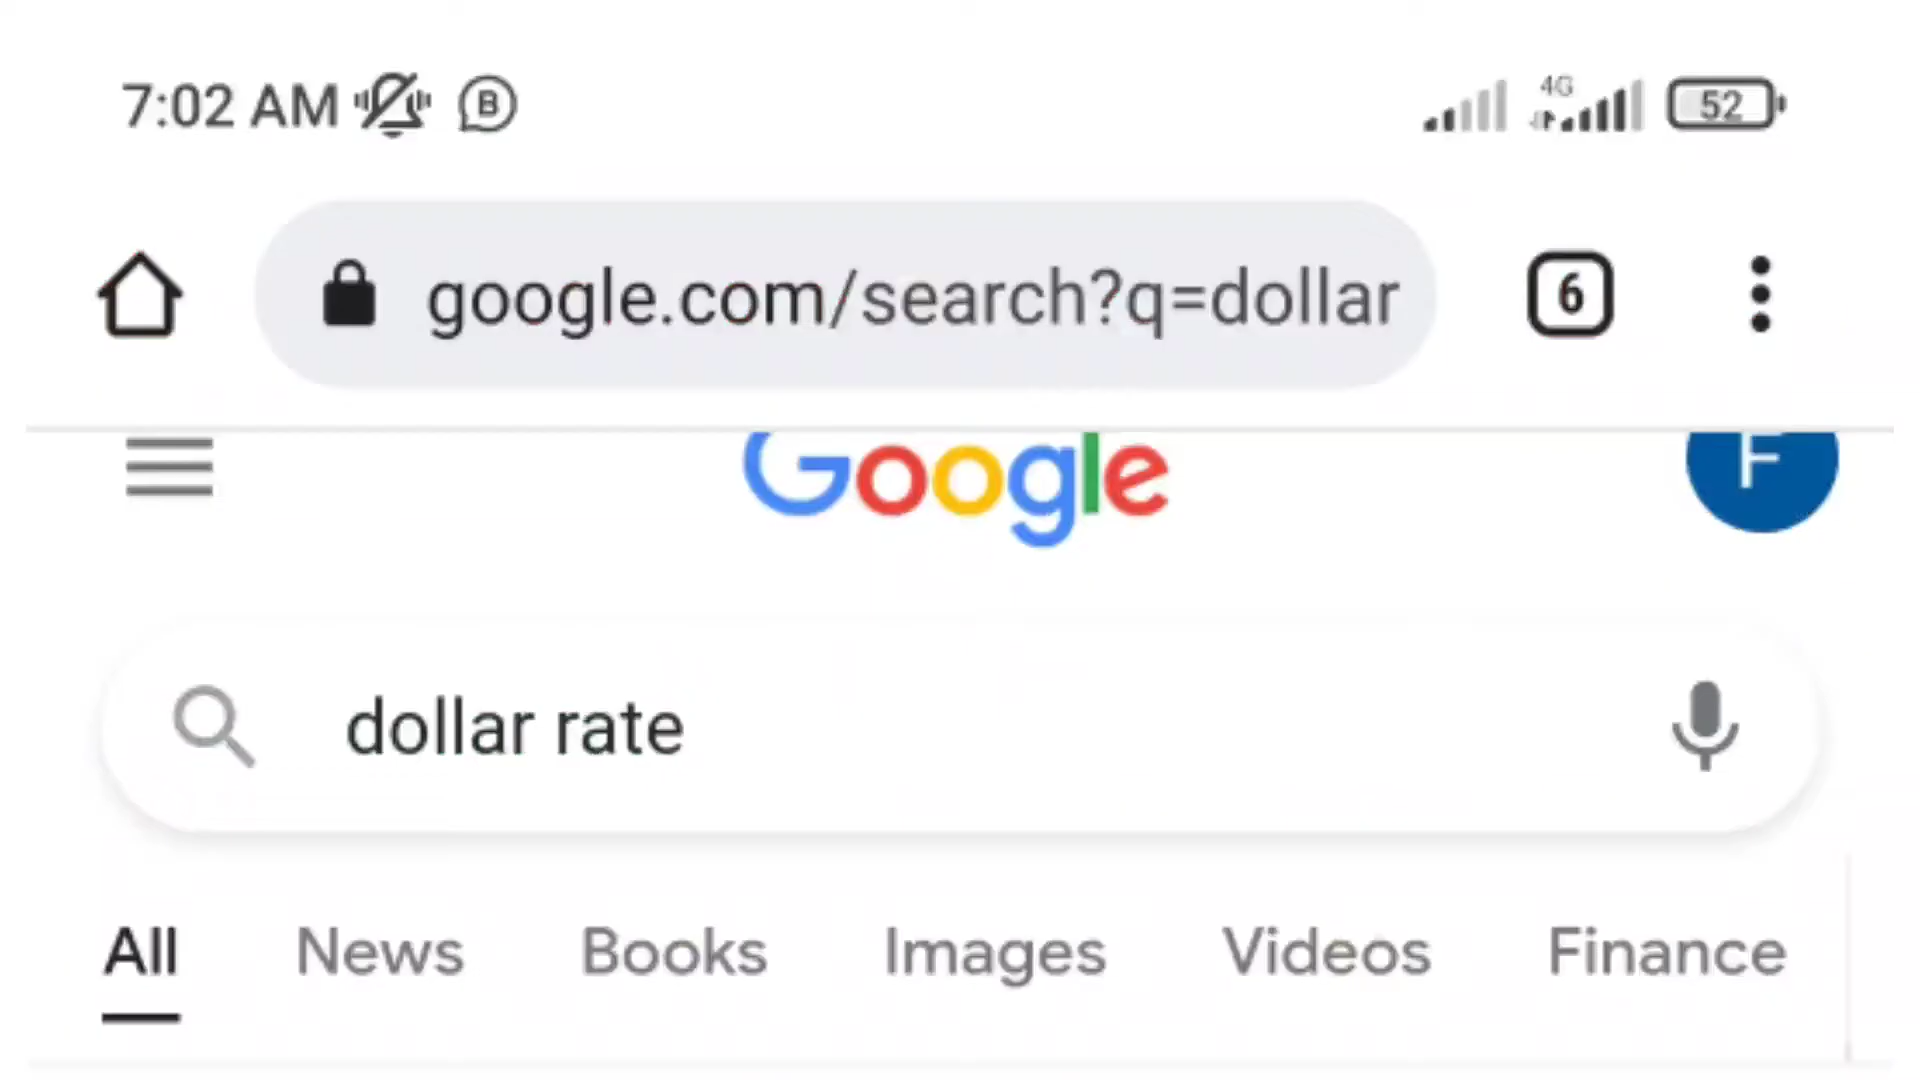 7:02 AM B 4G 52
google.com/search?q=dollar 6
Google F
dollar rate
All News Books Images Videos Finance